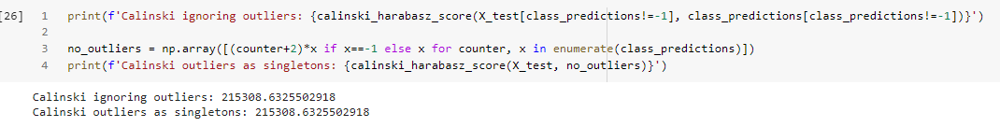 [26] 1 print(f'Calinski ignoring outliers: {calinski_harabasz_score(X_test[class_predictions!=-1], class_predictions[class_predictions!=-1])}')
2
3 no_outliers = np.array([(counter+2)*x if x==-1 else x for counter, x in enumerate(class_predictions)])
4 print(f'Calinski outliers as singletons: {calinski_harabasz_score(X_test, no_outliers)}')
Calinski ignoring outliers: 215308.6325502918
Calinski outliers as singletons: 215308.6325502918